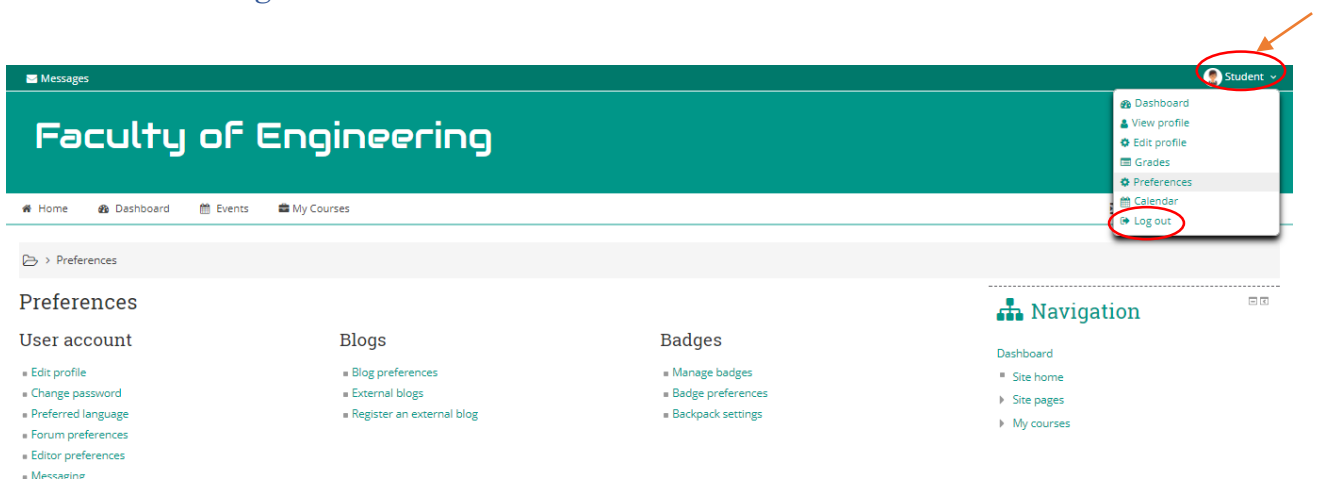 Messages
Student
Dashboard
View profile
Edit profile
Grades
Preferences
Calendar
Log out
Faculty of Engineering
Home Dashboard Events My Courses
> Preferences
Preferences
User account
Edit profile
Change password
Preferred language
Forum preferences
Editor preferences
Messaging
Blogs
Blog preferences
External blogs
Register an external blog
Badges
Manage badges
Badge preferences
Backpack settings
Navigation
Dashboard
Site home
Site pages
My courses